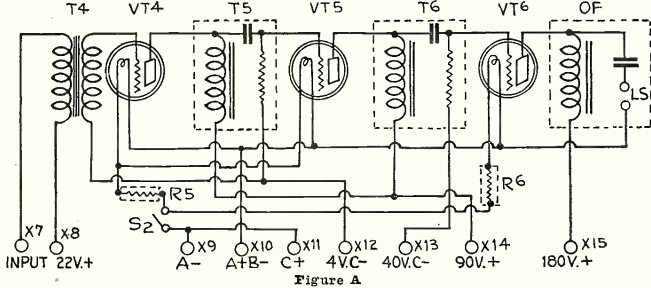 T4 VT4 T5 VT5 T6 VT6 OF
LS
R5 R6
S2
X7 X8 X9 X10 X11 X12 X13 X14 X15
INPUT 22V.+ A- A+B- C+ 4V.C- 40V.C- 90V.+ 180V.+
Figure A